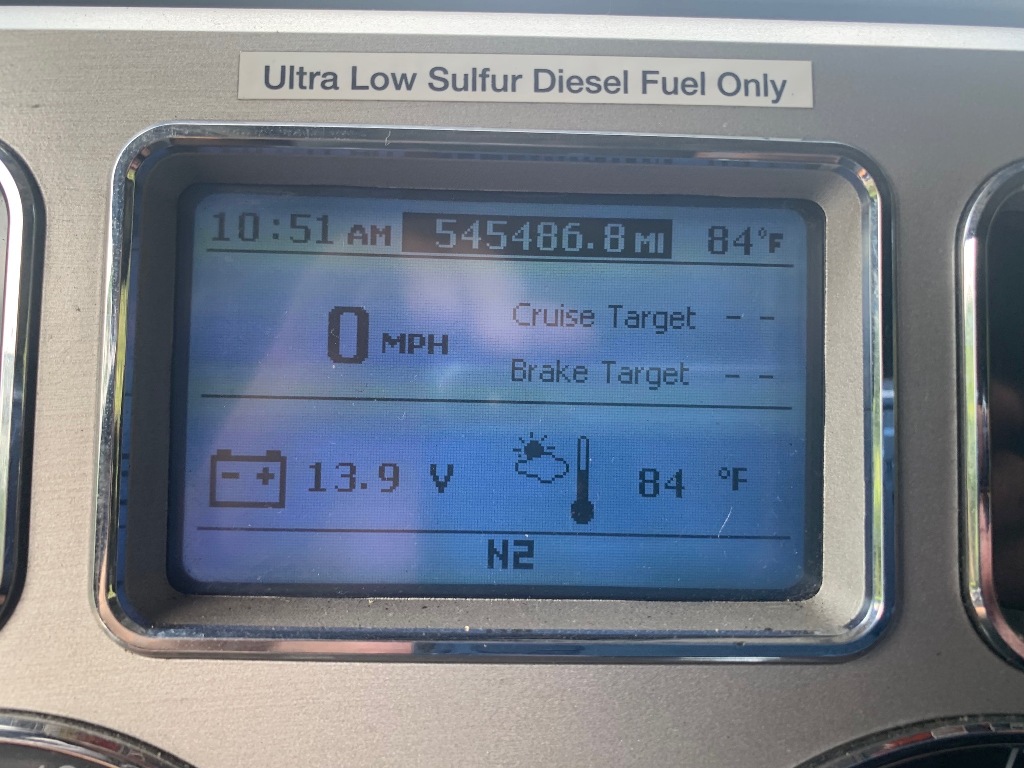 Ultra Low Sulfur Diesel Fuel Only
10:51 AM 545486.8 MI 84°F
0 MPH
Cruise Target --
Brake Target --
- + 13.9 V 84 °F
N2